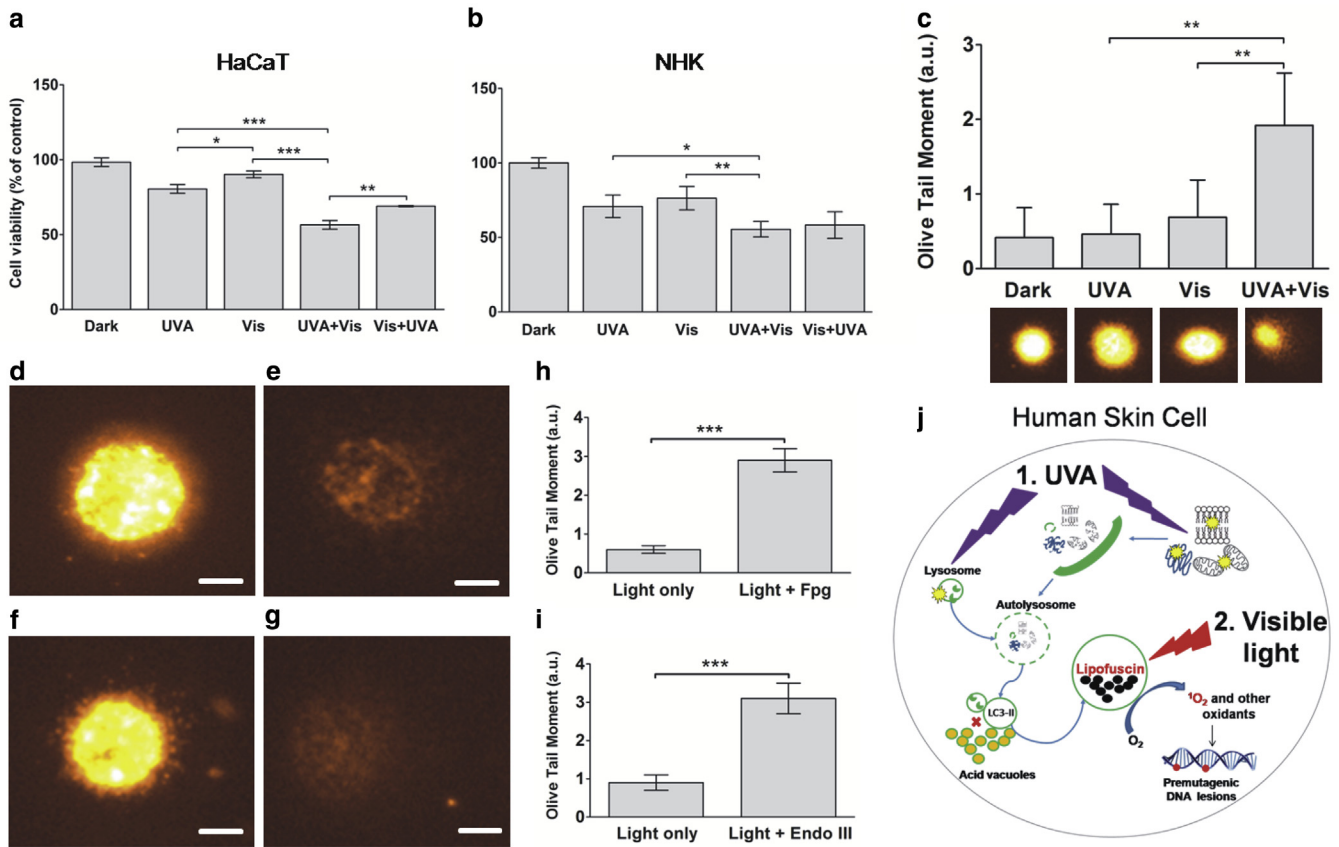 a
HaCaT
Cell viability (% of control)
150
100
50
0
***
*
***
**
Dark UVA Vis UVA+Vis Vis+UVA
b
NHK
150
100
50
0
*
**
Dark UVA Vis UVA+Vis Vis+UVA
c
Olive Tail Moment (a.u.)
3
2
1
0
**
**
Dark UVA Vis UVA+Vis
d
e
f
g
h
Olive Tail Moment (a.u.)
4
3
2
1
0
***
Light only Light + Fpg
i
Olive Tail Moment (a.u.)
4
3
2
1
0
***
Light only Light + Endo III
j
Human Skin Cell
1. UVA
Lysosome
Autolysosome
2. Visible
light
Lipofuscin
LC3-II
Acid vacuoles
O₂
¹O₂ and other
oxidants
Premutagenic
DNA lesions